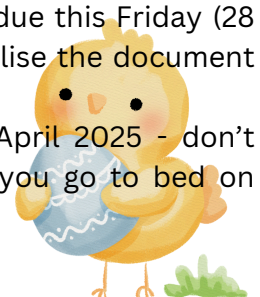 due this Friday (28
lise the document
April 2025 - don’t
you go to bed on